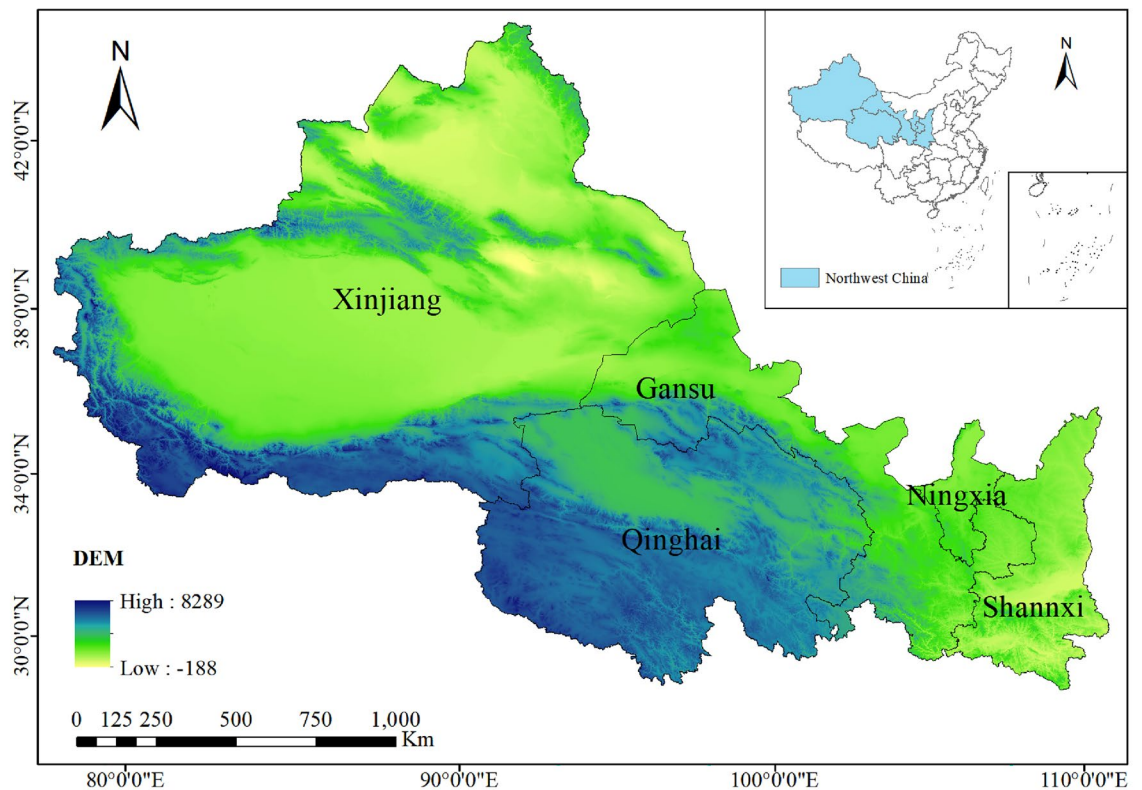 N
N
42°0'0"N
38°0'0"N
34°0'0"N
30°0'0"N
Northwest China
Xinjiang
Gansu
Ningxia
Qinghai
Shannxi
DEM
High : 8289
Low : -188
0 125 250 500 750 1,000
Km
80°0'0"E 90°0'0"E 100°0'0"E 110°0'0"E